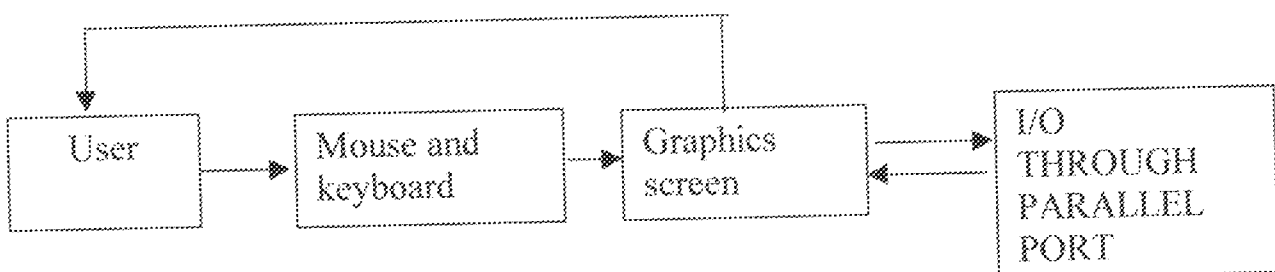 User
Mouse and
keyboard
Graphics
screen
I/O
THROUGH
PARALLEL
PORT